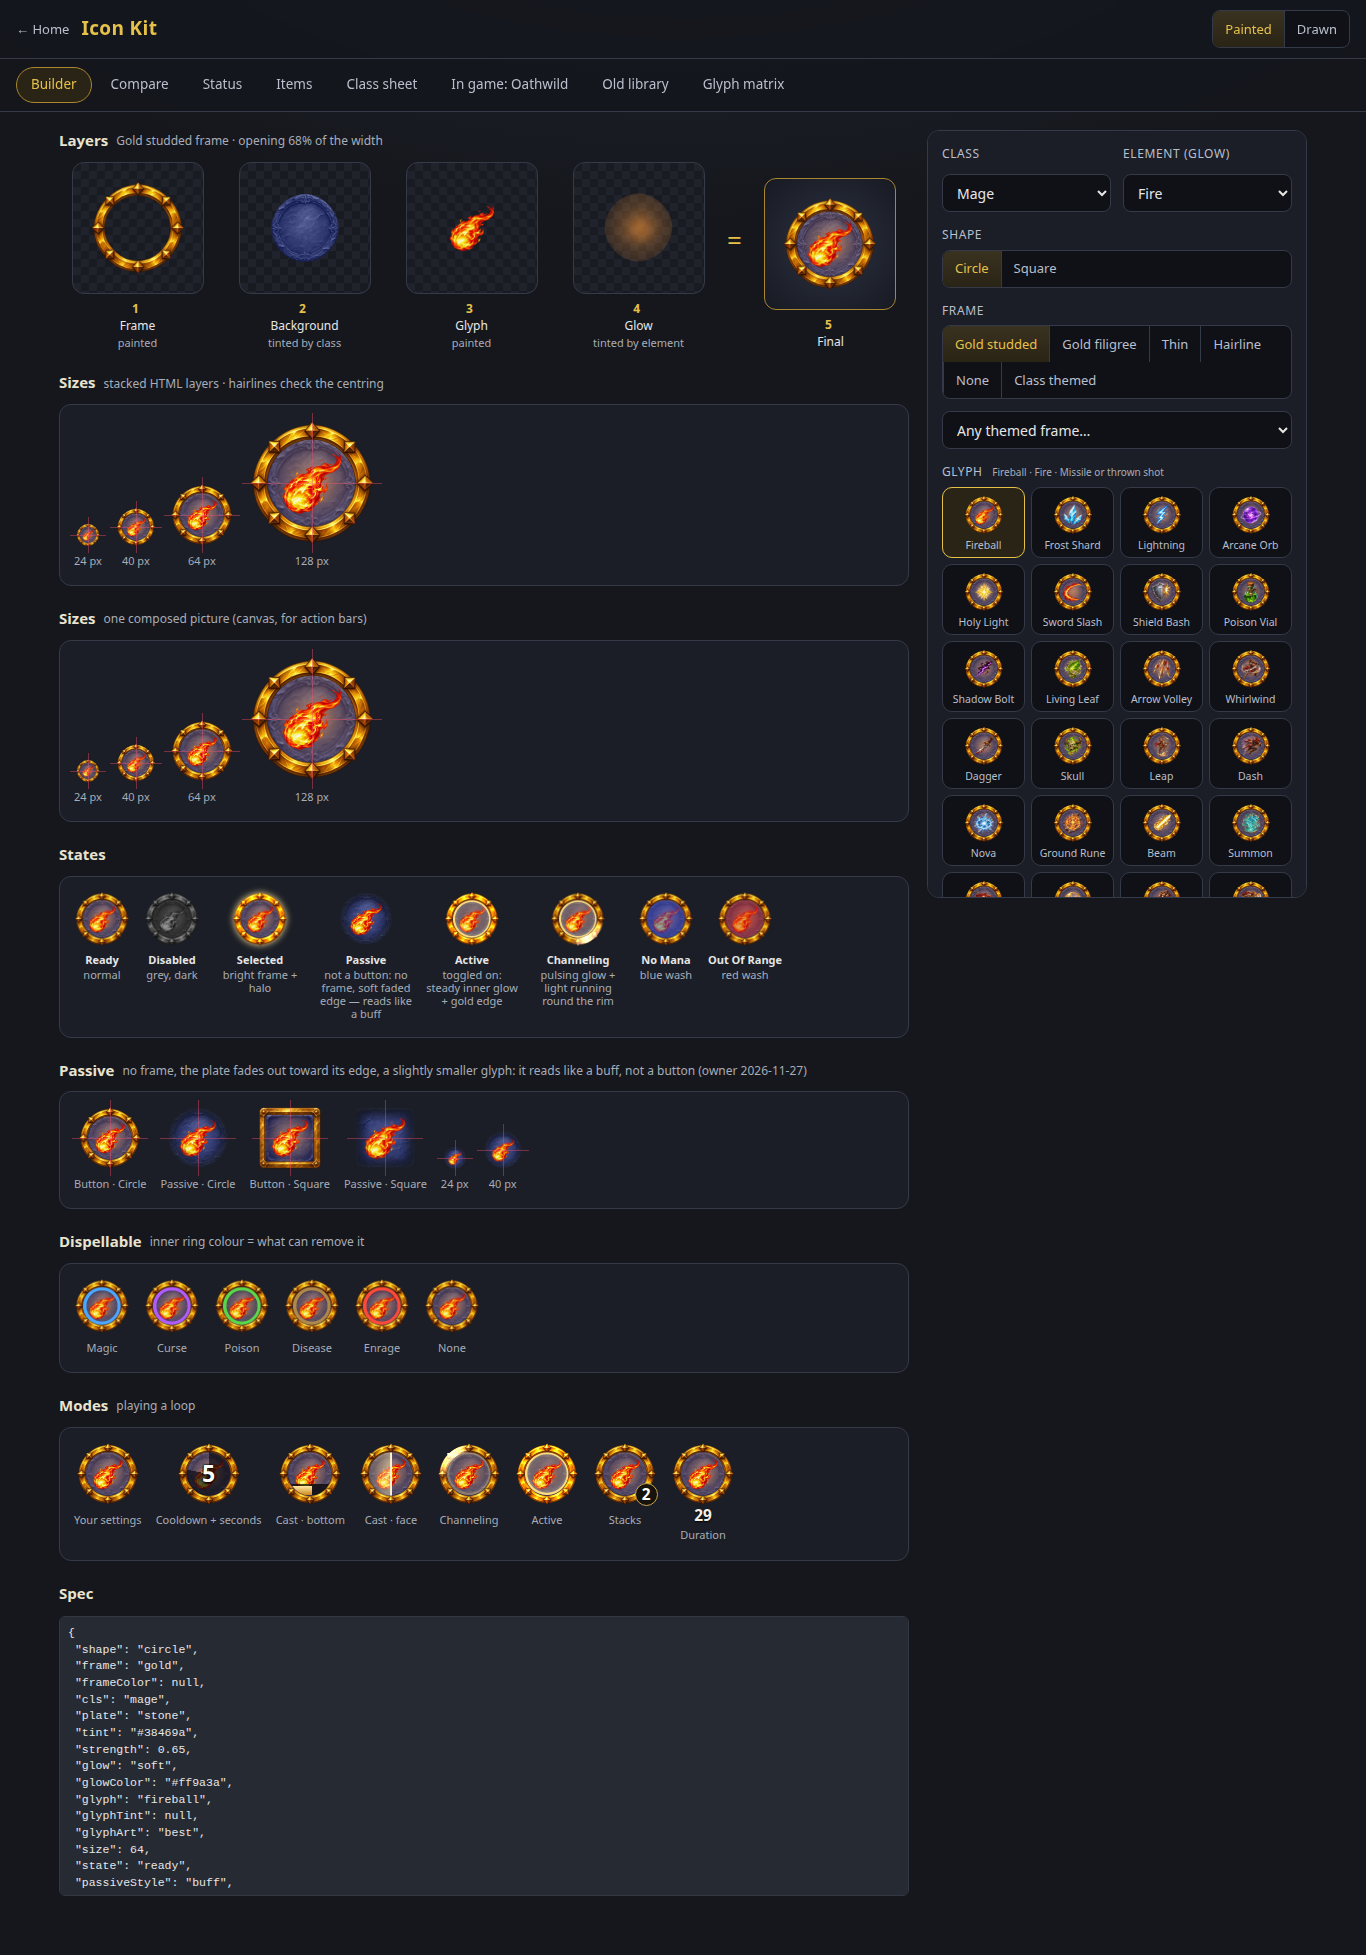 ← Home Icon Kit
Painted Drawn
Builder Compare Status Items Class sheet In game: Oathwild Old library Glyph matrix
Layers Gold studded frame · opening 68% of the width
1 2 3 4 = 5
Frame Background Glyph Glow Final
painted tinted by class painted tinted by element
Sizes stacked HTML layers · hairlines check the centring
24 px 40 px 64 px 128 px
Sizes one composed picture (canvas, for action bars)
24 px 40 px 64 px 128 px
States
Ready Disabled Selected Passive Active Channeling No Mana Out Of Range
normal
grey, dark
bright frame +
halo
not a button: no
frame, soft faded
edge — reads like
a buff
toggled on:
steady inner glow
+ gold edge
pulsing glow +
light running
round the rim
blue wash
red wash
Passive no frame, the plate fades out toward its edge, a slightly smaller glyph: it reads like a buff, not a button (owner 2026-11-27)
Button · Circle Passive · Circle Button · Square Passive · Square 24 px 40 px
Dispellable inner ring colour = what can remove it
Magic Curse Poison Disease Enrage None
Modes playing a loop
5
2
29
Your settings Cooldown + seconds Cast · bottom Cast · face Channeling Active Stacks Duration
Spec
{
"shape": "circle",
"frame": "gold",
"frameColor": null,
"cls": "mage",
"plate": "stone",
"tint": "#38469a",
"strength": 0.65,
"glow": "soft",
"glowColor": "#ff9a3a",
"glyph": "fireball",
"glyphTint": null,
"glyphArt": "best",
"size": 64,
"state": "ready",
"passiveStyle": "buff",
CLASS ELEMENT (GLOW)
Mage Fire
SHAPE
Circle Square
FRAME
Gold studded Gold filigree Thin Hairline
None Class themed
Any themed frame...
GLYPH Fireball · Fire · Missile or thrown shot
Fireball Frost Shard Lightning Arcane Orb
Holy Light Sword Slash Shield Bash Poison Vial
Shadow Bolt Living Leaf Arrow Volley Whirlwind
Dagger Skull Leap Dash
Nova Ground Rune Beam Summon